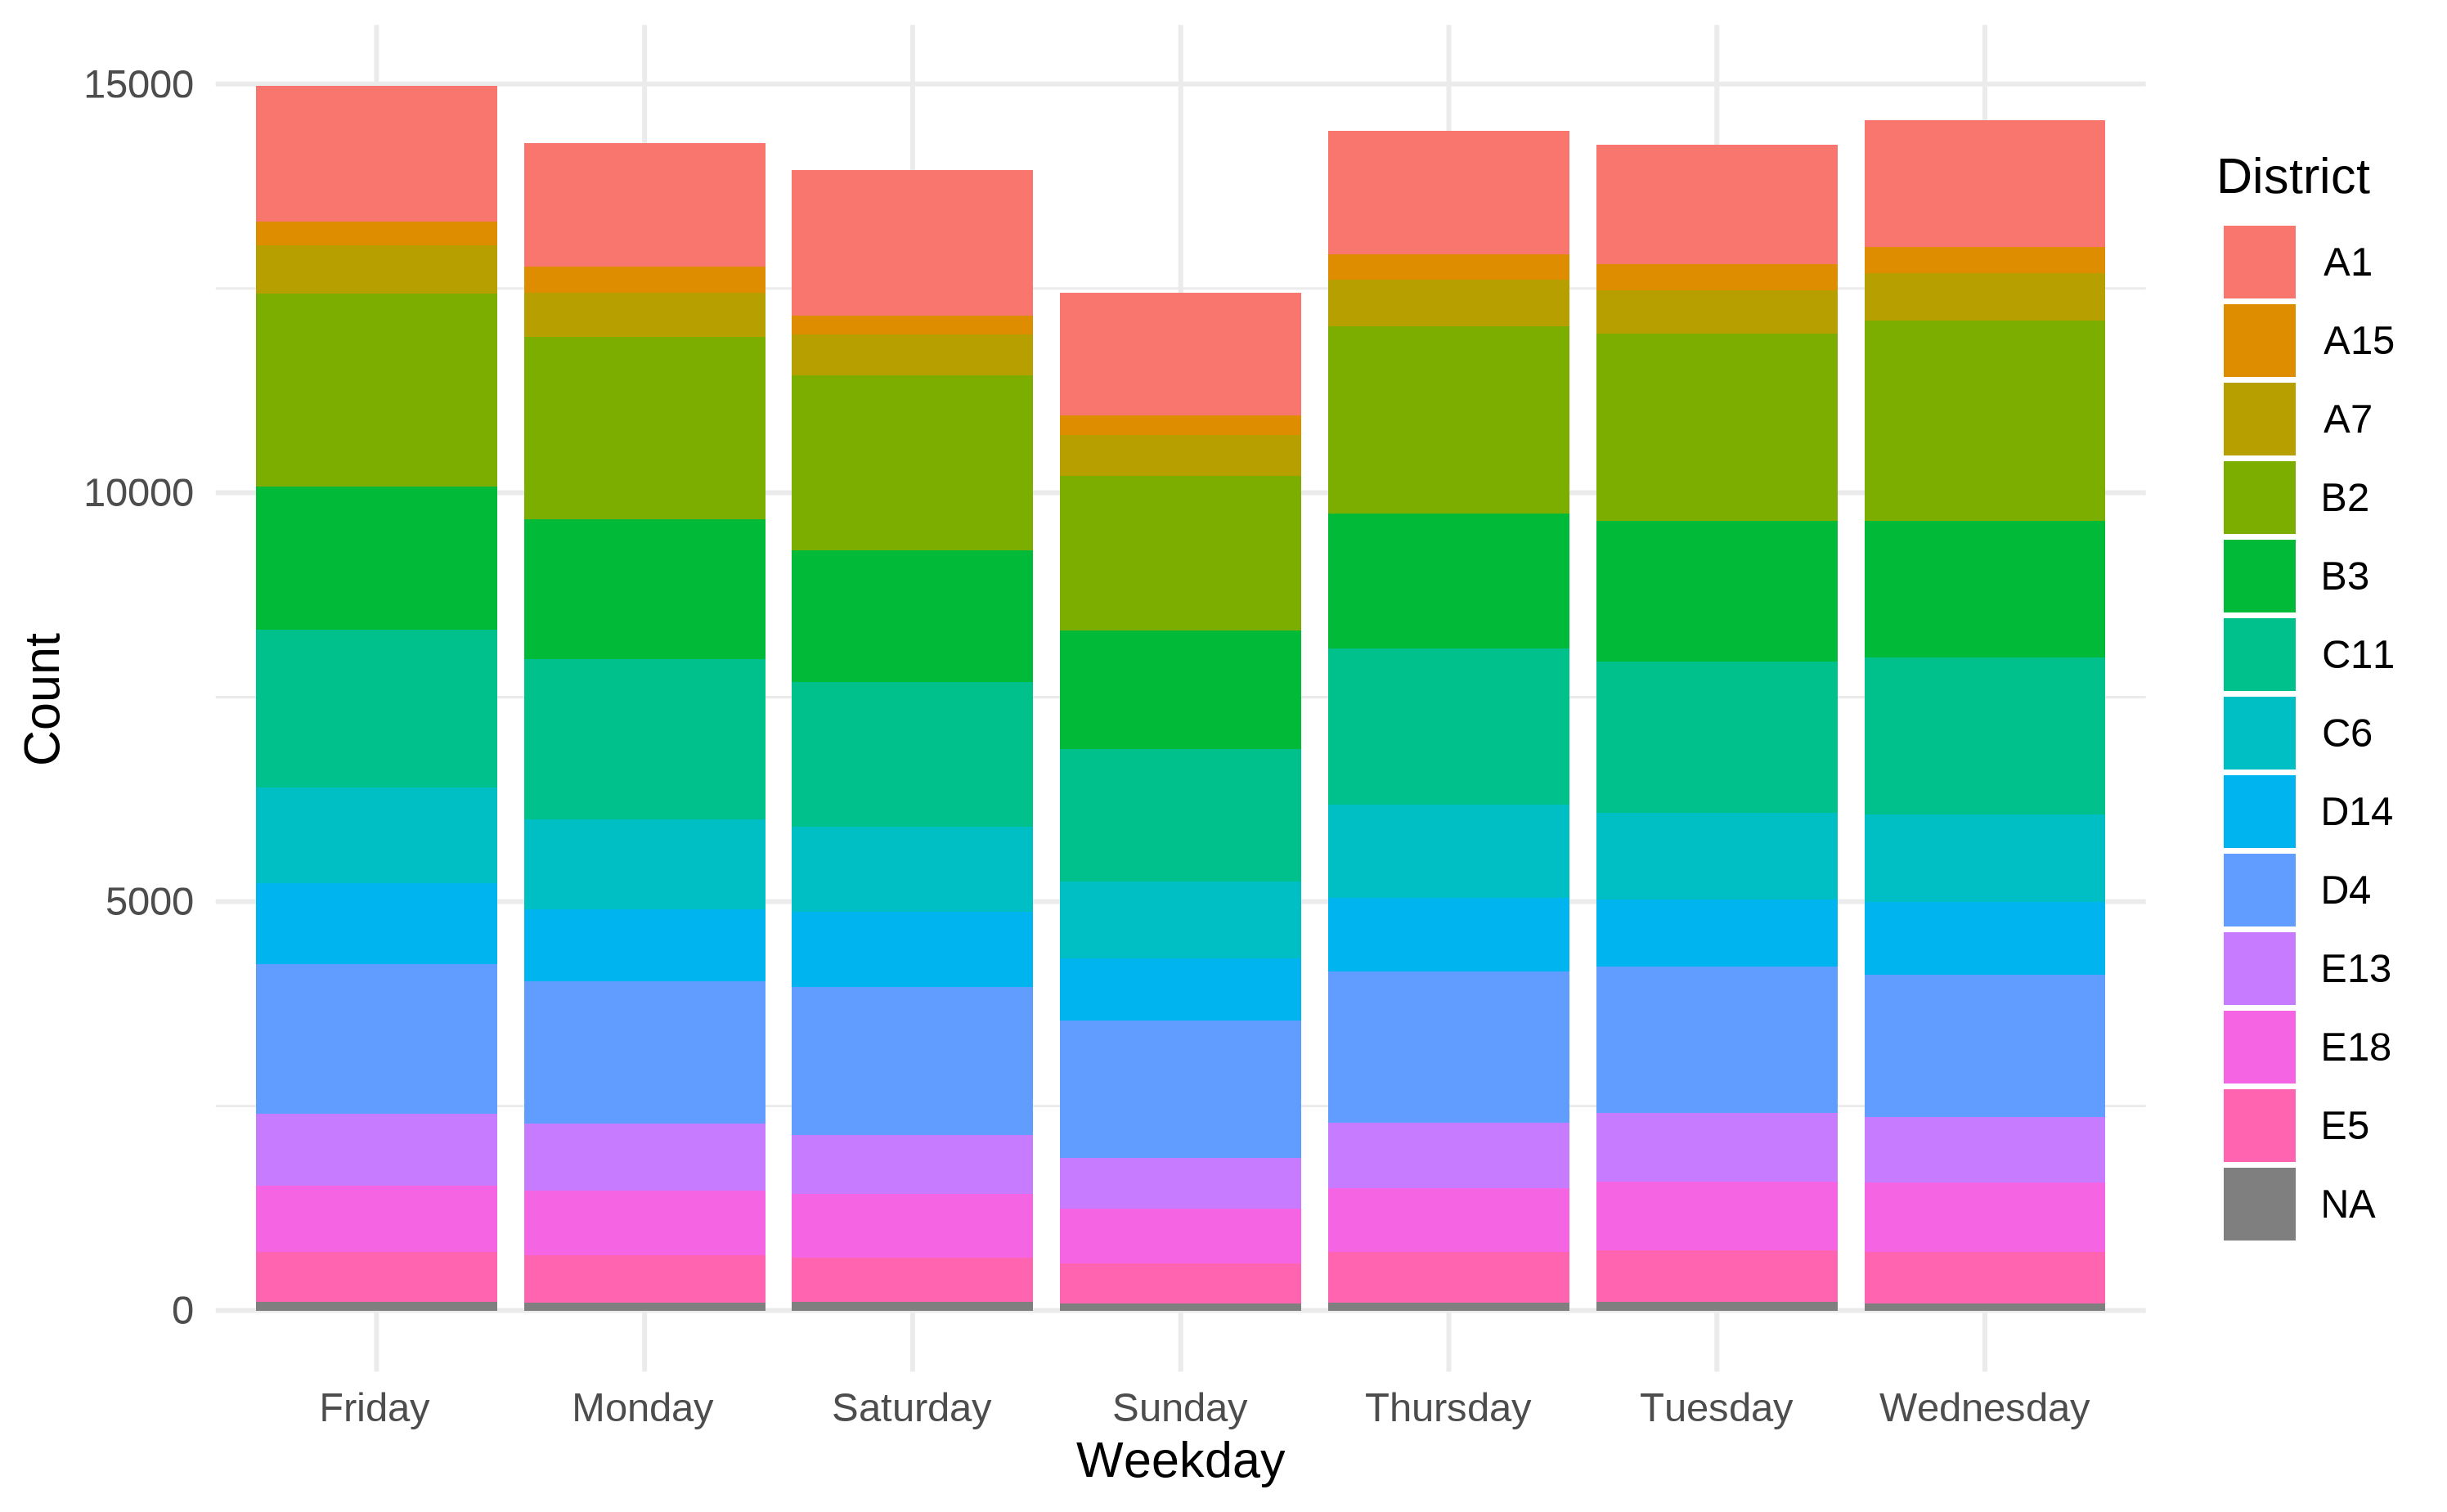 15000
10000
5000
0
Count
Friday
Monday
Saturday
Sunday
Thursday
Tuesday
Wednesday
Weekday
District
A1
A15
A7
B2
B3
C11
C6
D14
D4
E13
E18
E5
NA